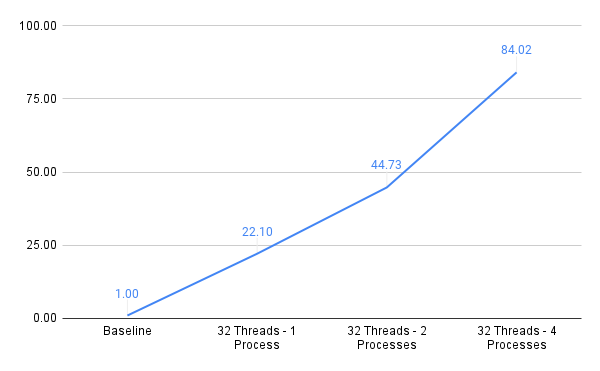 100.00
84.02
75.00
50.00
44.73
25.00
22.10
1.00
0.00
Baseline
32 Threads - 1
Process
32 Threads - 2
Processes
32 Threads - 4
Processes